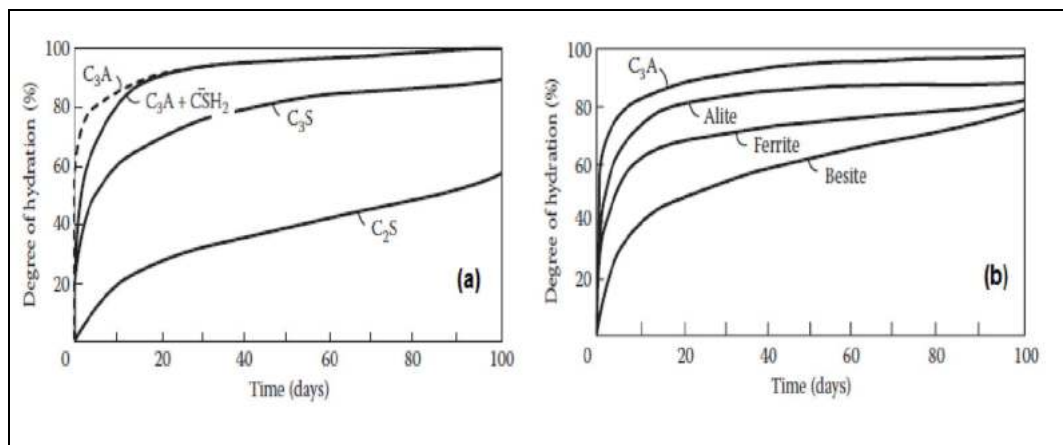 Degree of hydration (%)
100
80
60
40
20
0
20
40
60
80
100
Time (days)
C₃A
C₃A + C̄SH₂
C₃S
C₂S
(a)
Degree of hydration (%)
100
80
60
40
20
0
20
40
60
80
100
Time (days)
C₃A
Alite
Ferrite
Besite
(b)